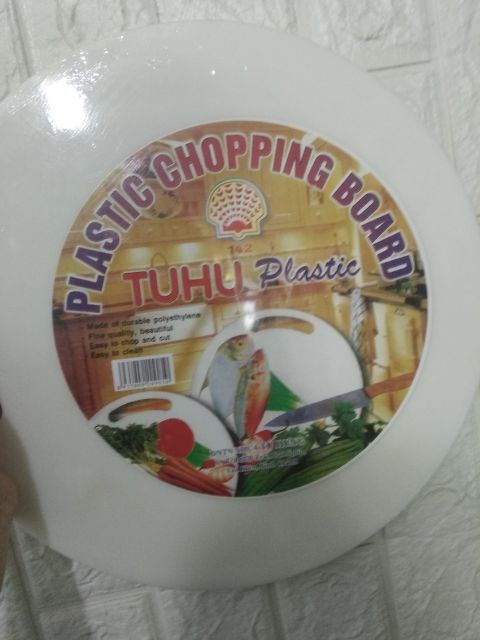 PLASTIC CHOPPING BOARD
142
TUHU Plastic
Made of durable polyethylene
Fine quality, beautiful
Easy to chop and cut
Easy to clean